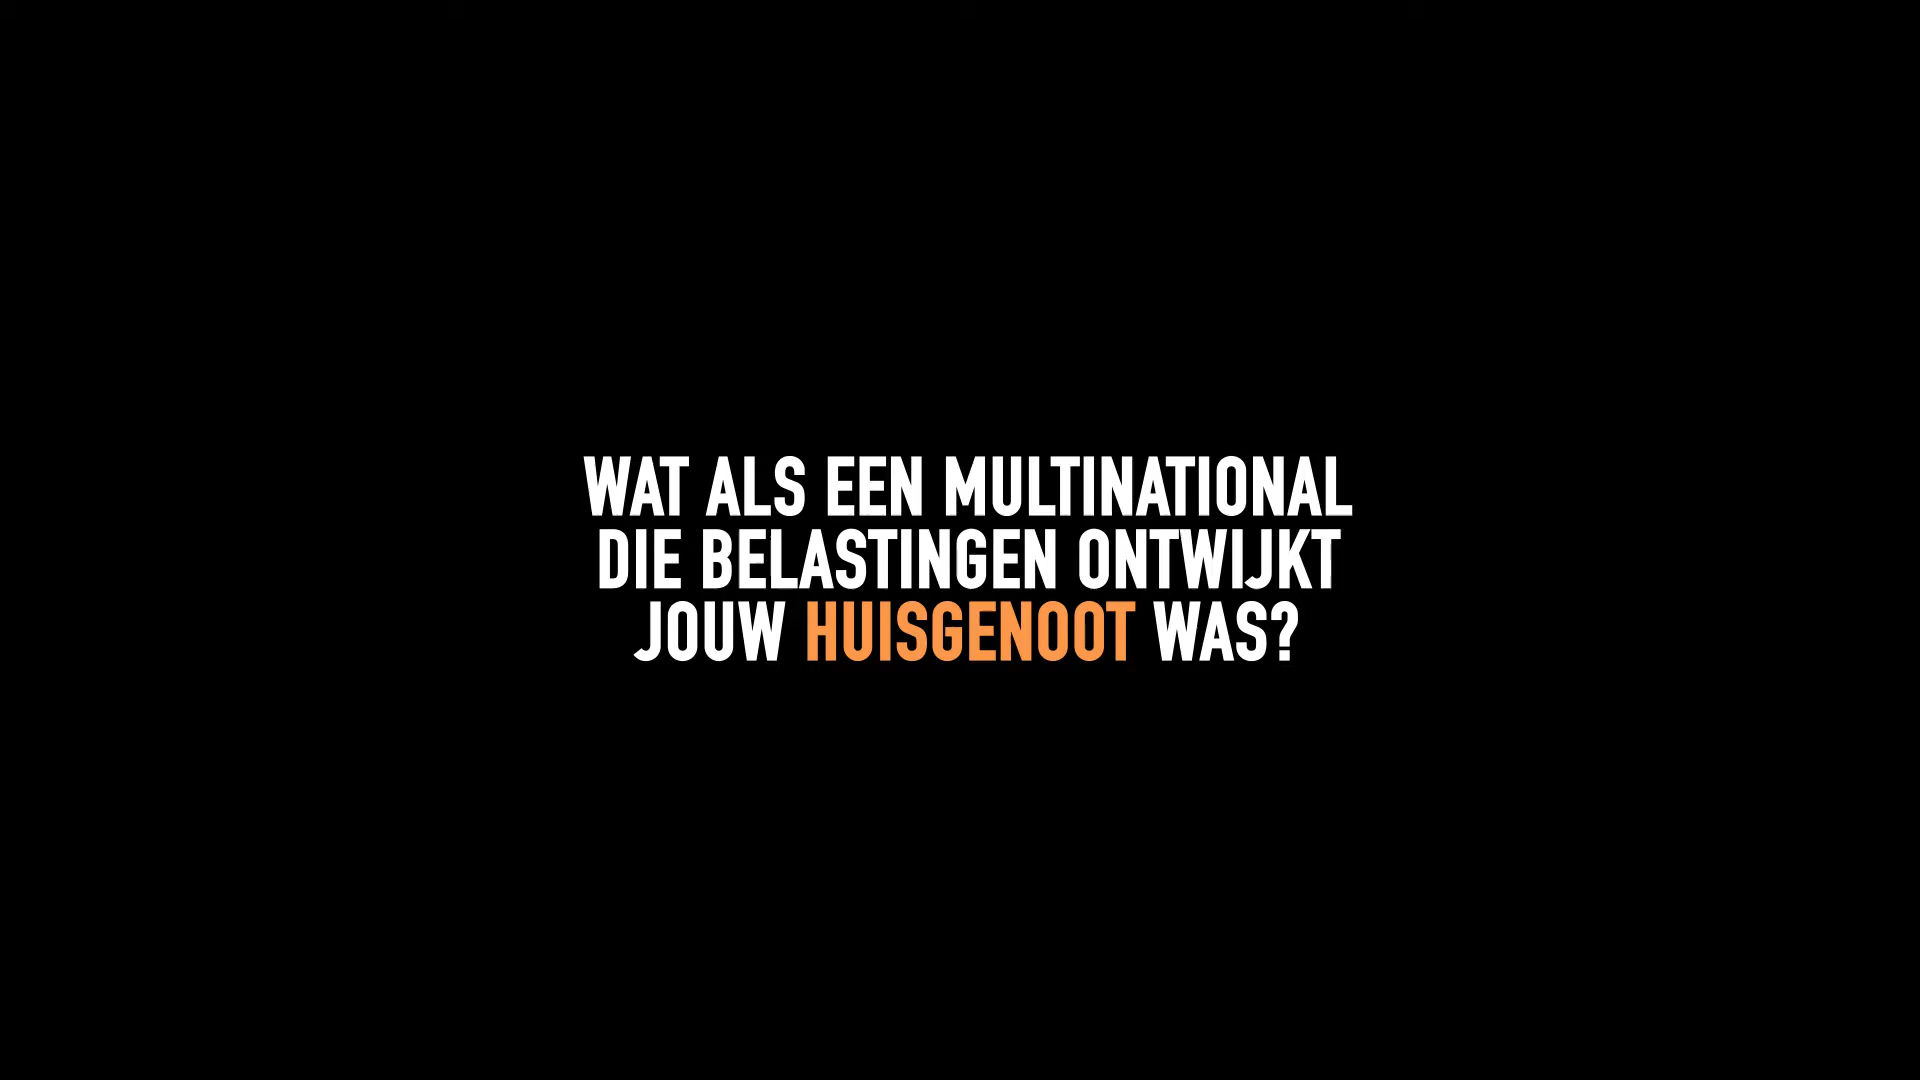 WAT ALS EEN MULTINATIONAL
DIE BELASTINGEN ONTWIJKT
JOUW HUISGENOOT WAS?